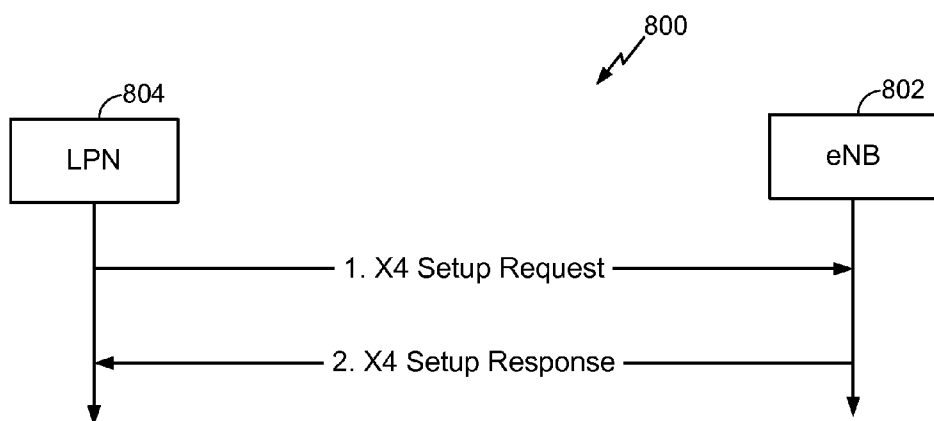 800
804
802
LPN
eNB
1. X4 Setup Request
2. X4 Setup Response